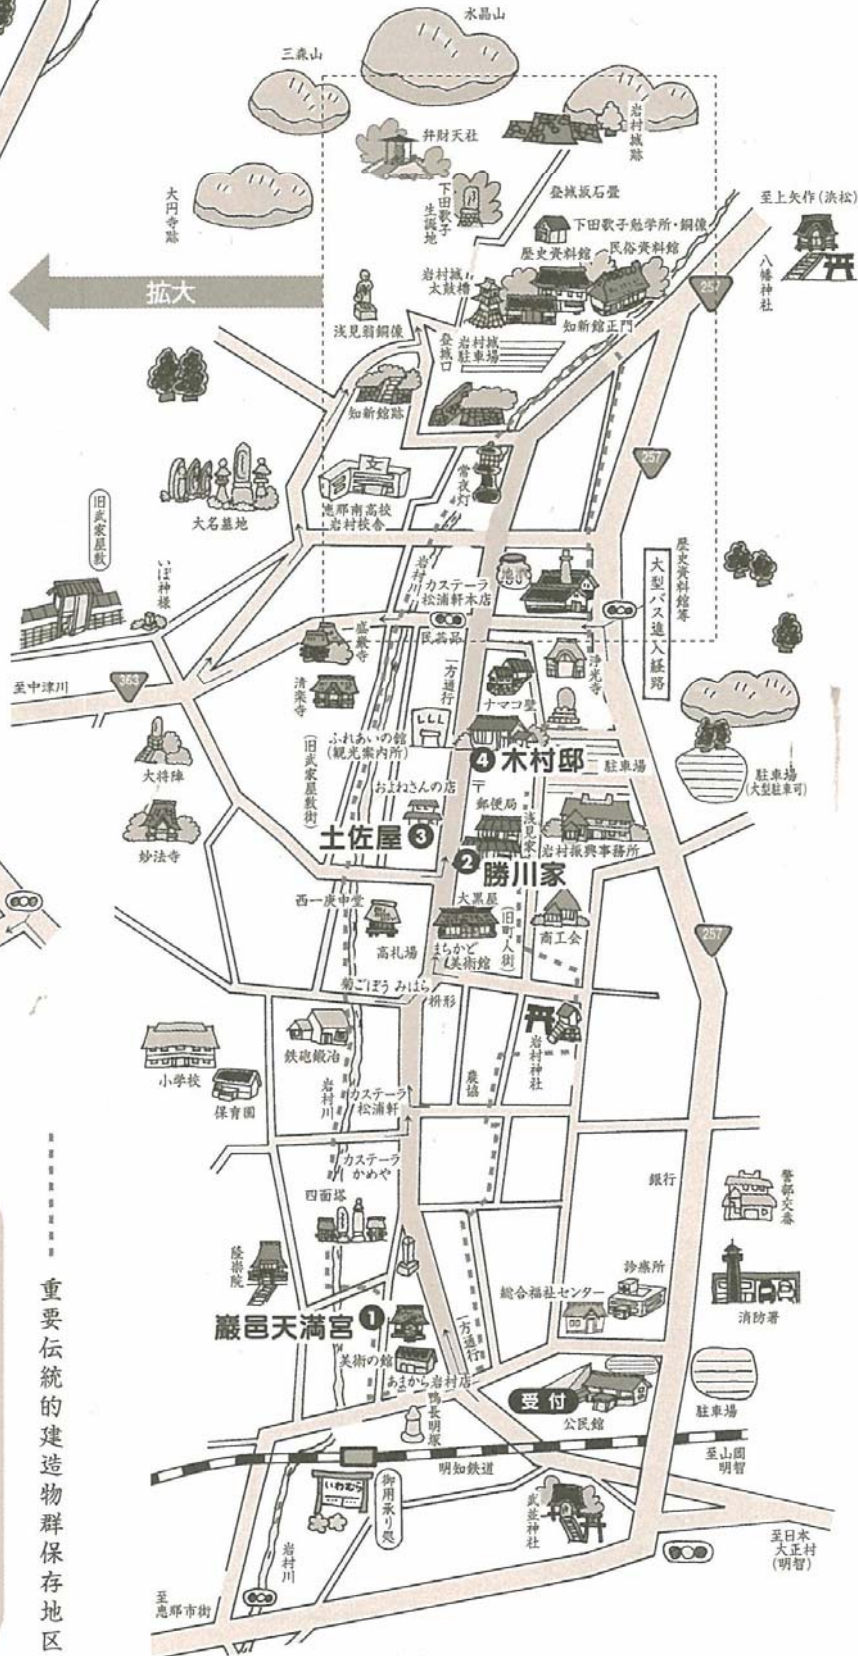 水晶山
三森山
弁財天社
岩村城跡
大円寺跡
下田歌子
生誕地
登城坂石畳
至上矢作(浜松)
八幡神社
下田歌子勉学所・銅像
歴史資料館
民俗資料館
岩村城
太鼓櫓
知新館正門
257
拡大
浅見翁銅像
登城口
岩村城
駐車場
知新館跡
257
常夜灯
文
恵那南高校
岩村校舎
大名墓地
旧武家屋敷
いぼ神様
岩村川
カステーラ
松浦軒本店
地酒
大型バス進入経路
歴史資料館等
至中津川
363
盛巌寺
民芸品
一方通行
清楽寺
浄光寺
ナマコ壁
大将陣
ふれあいの舘
(観光案内所)
(旧武家屋敷街)
❹木村邸
駐車場
駐車場
(大型駐車可)
およねさんの店
〒
郵便局
妙法寺
土佐屋❸
浅見家
岩村振興事務所
❷勝川家
西一庚申堂
大黒屋
高札場
まちかど
美術館
(旧町人街)
商工会
257
菊ごぼう みはら
枡形
小学校
鉄砲鍛冶
岩村神社
保育園
岩村川
カステーラ
松浦軒
農協
カステーラ
かめや
四面塔
銀行
警部交番
隆崇院
診療所
総合福祉センター
消防署
巌邑天満宮❶
美術の館
一方通行
あまから岩村店
受付
公民館
駐車場
鴨長明塚
明知鉄道
至山岡
明智
いわむら
御用承り処
武並神社
至日本
大正村
(明智)
岩村川
至
恵那市街
重要伝統的建造物群保存地区